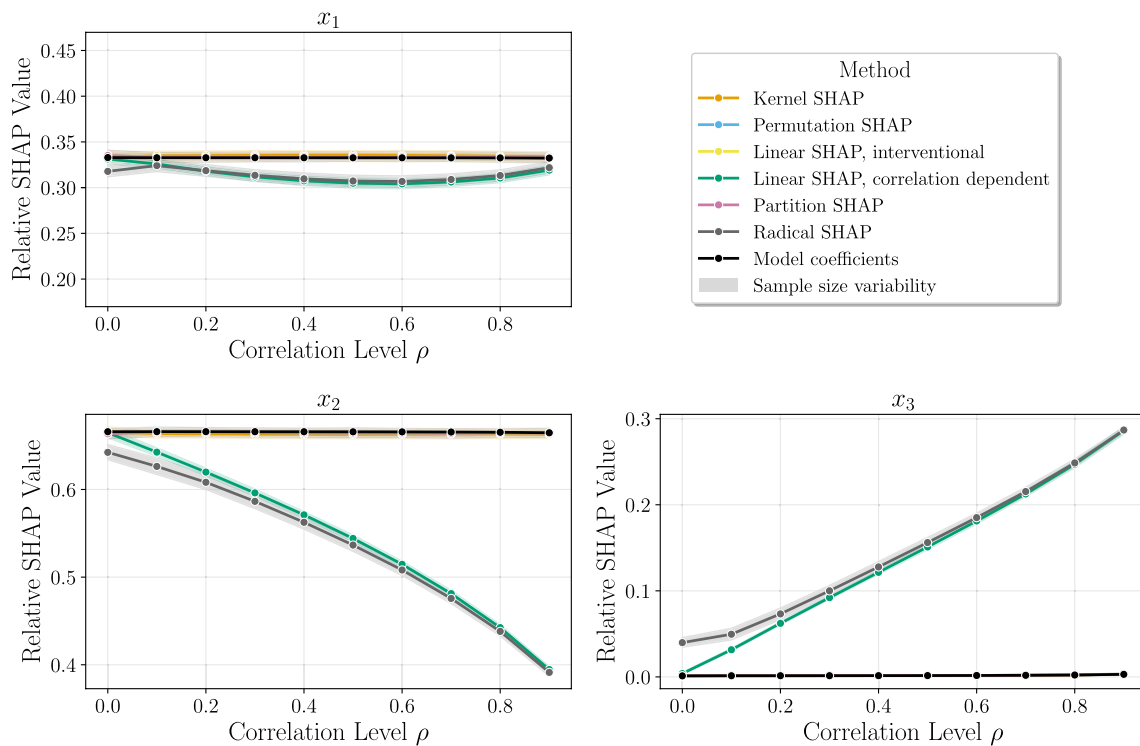 x₁
Relative SHAP Value
0.45
0.40
0.35
0.30
0.25
0.20
0.0 0.2 0.4 0.6 0.8
Correlation Level ρ
Method
Kernel SHAP
Permutation SHAP
Linear SHAP, interventional
Linear SHAP, correlation dependent
Partition SHAP
Radical SHAP
Model coefficients
Sample size variability
x₂
Relative SHAP Value
0.6
0.5
0.4
0.0 0.2 0.4 0.6 0.8
Correlation Level ρ
x₃
Relative SHAP Value
0.3
0.2
0.1
0.0
0.0 0.2 0.4 0.6 0.8
Correlation Level ρ